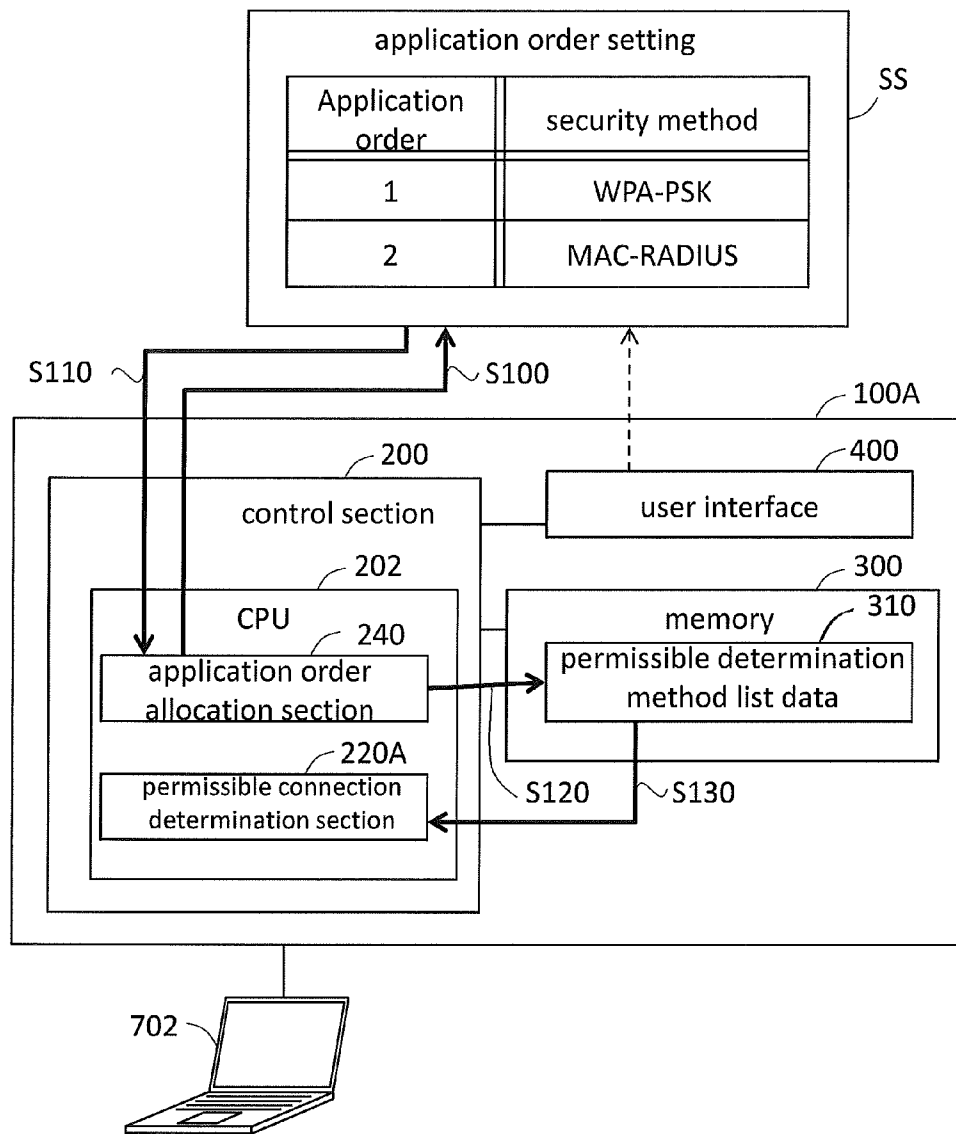 application order setting
SS
Application
order
security method
1
WPA-PSK
2
MAC-RADIUS
S110
S100
100A
200
400
control section
user interface
202
300
CPU
memory
310
240
application order
allocation section
permissible determination
method list data
220A
permissible connection
determination section
S120
S130
702